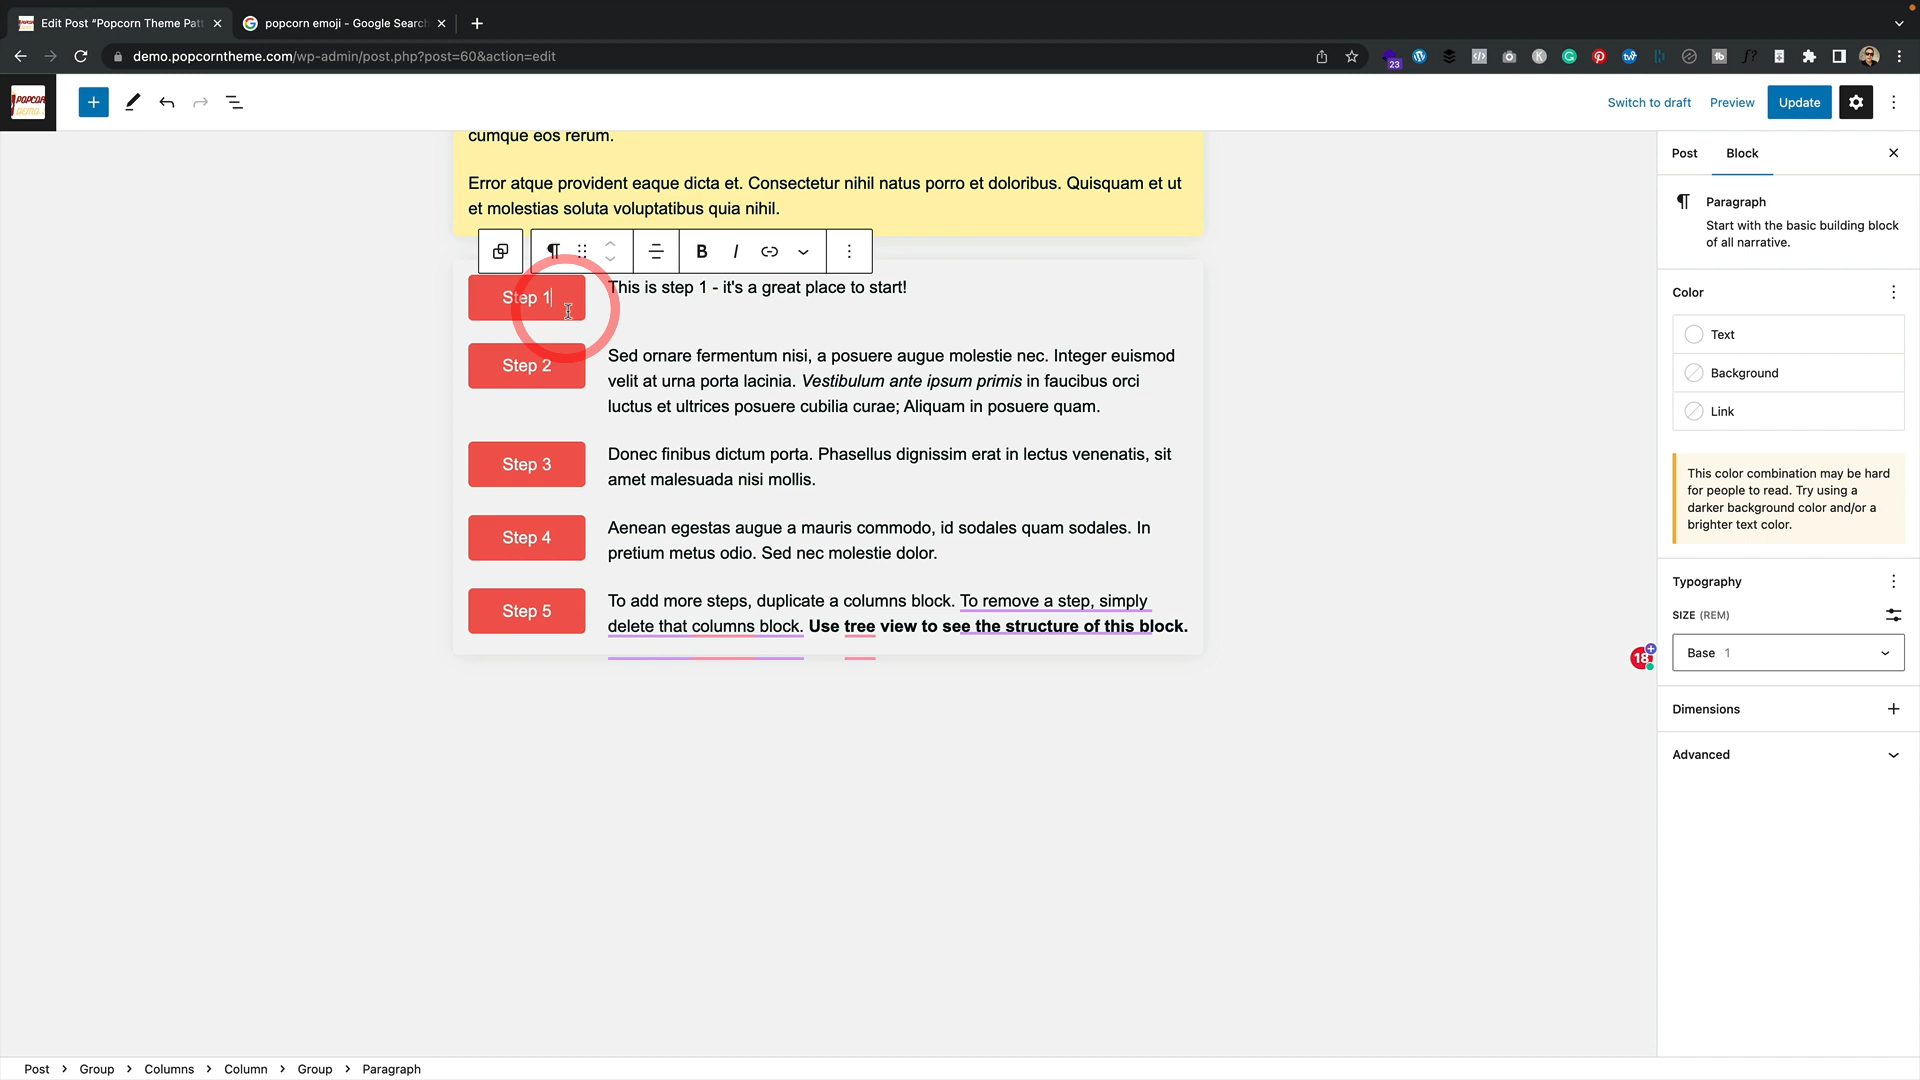 Edit Post “Popcorn Theme Pat
popcorn emoji - Google Search
demo.popcorntheme.com/wp-admin/post.php?post=60&action=edit
23
POPCOR
DEMO
Switch to draft
Preview
Update
cumque eos rerum.
Error atque provident eaque dicta et. Consectetur nihil natus porro et doloribus. Quisquam et ut
et molestias soluta voluptatibus quia nihil.
B I
Step 1
This is step 1 - it's a great place to start!
Step 2
Sed ornare fermentum nisi, a posuere augue molestie nec. Integer euismod
velit at urna porta lacinia. Vestibulum ante ipsum primis in faucibus orci
luctus et ultrices posuere cubilia curae; Aliquam in posuere quam.
Step 3
Donec finibus dictum porta. Phasellus dignissim erat in lectus venenatis, sit
amet malesuada nisi mollis.
Step 4
Aenean egestas augue a mauris commodo, id sodales quam sodales. In
pretium metus odio. Sed nec molestie dolor.
Step 5
To add more steps, duplicate a columns block. To remove a step, simply
delete that columns block. Use tree view to see the structure of this block.
18
Post
Block
Paragraph
Start with the basic building block
of all narrative.
Color
Text
Background
Link
This color combination may be hard
for people to read. Try using a
darker background color and/or a
brighter text color.
Typography
SIZE (REM)
Base 1
Dimensions
Advanced
Post > Group > Columns > Column > Group > Paragraph